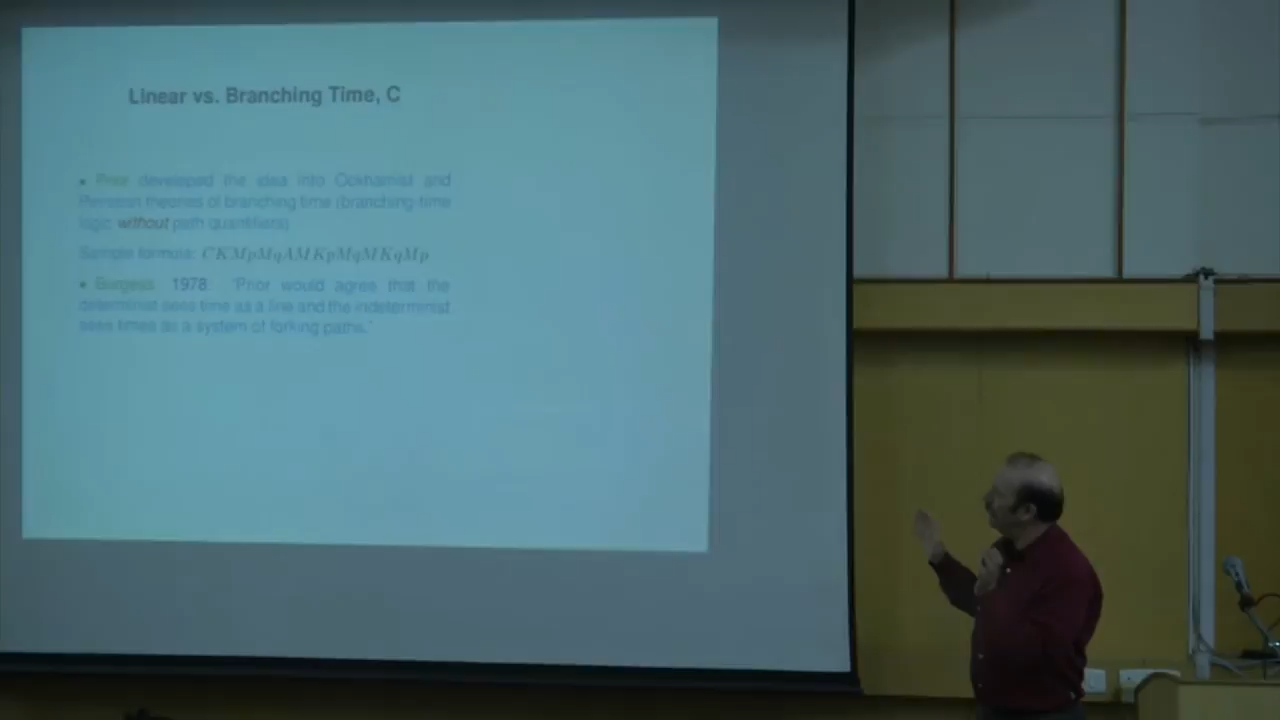 Linear vs. Branching Time, C
• Prior developed the idea into Ockhamist and
Peircean theories of branching time (branching-time
logic without path quantifiers)
Sample formula: CKMpMqAMKpMqMKqMp
• Burgess 1978: 'Prior would agree that the
determinist sees time as a line and the indeterminist
sees times as a system of forking paths.'